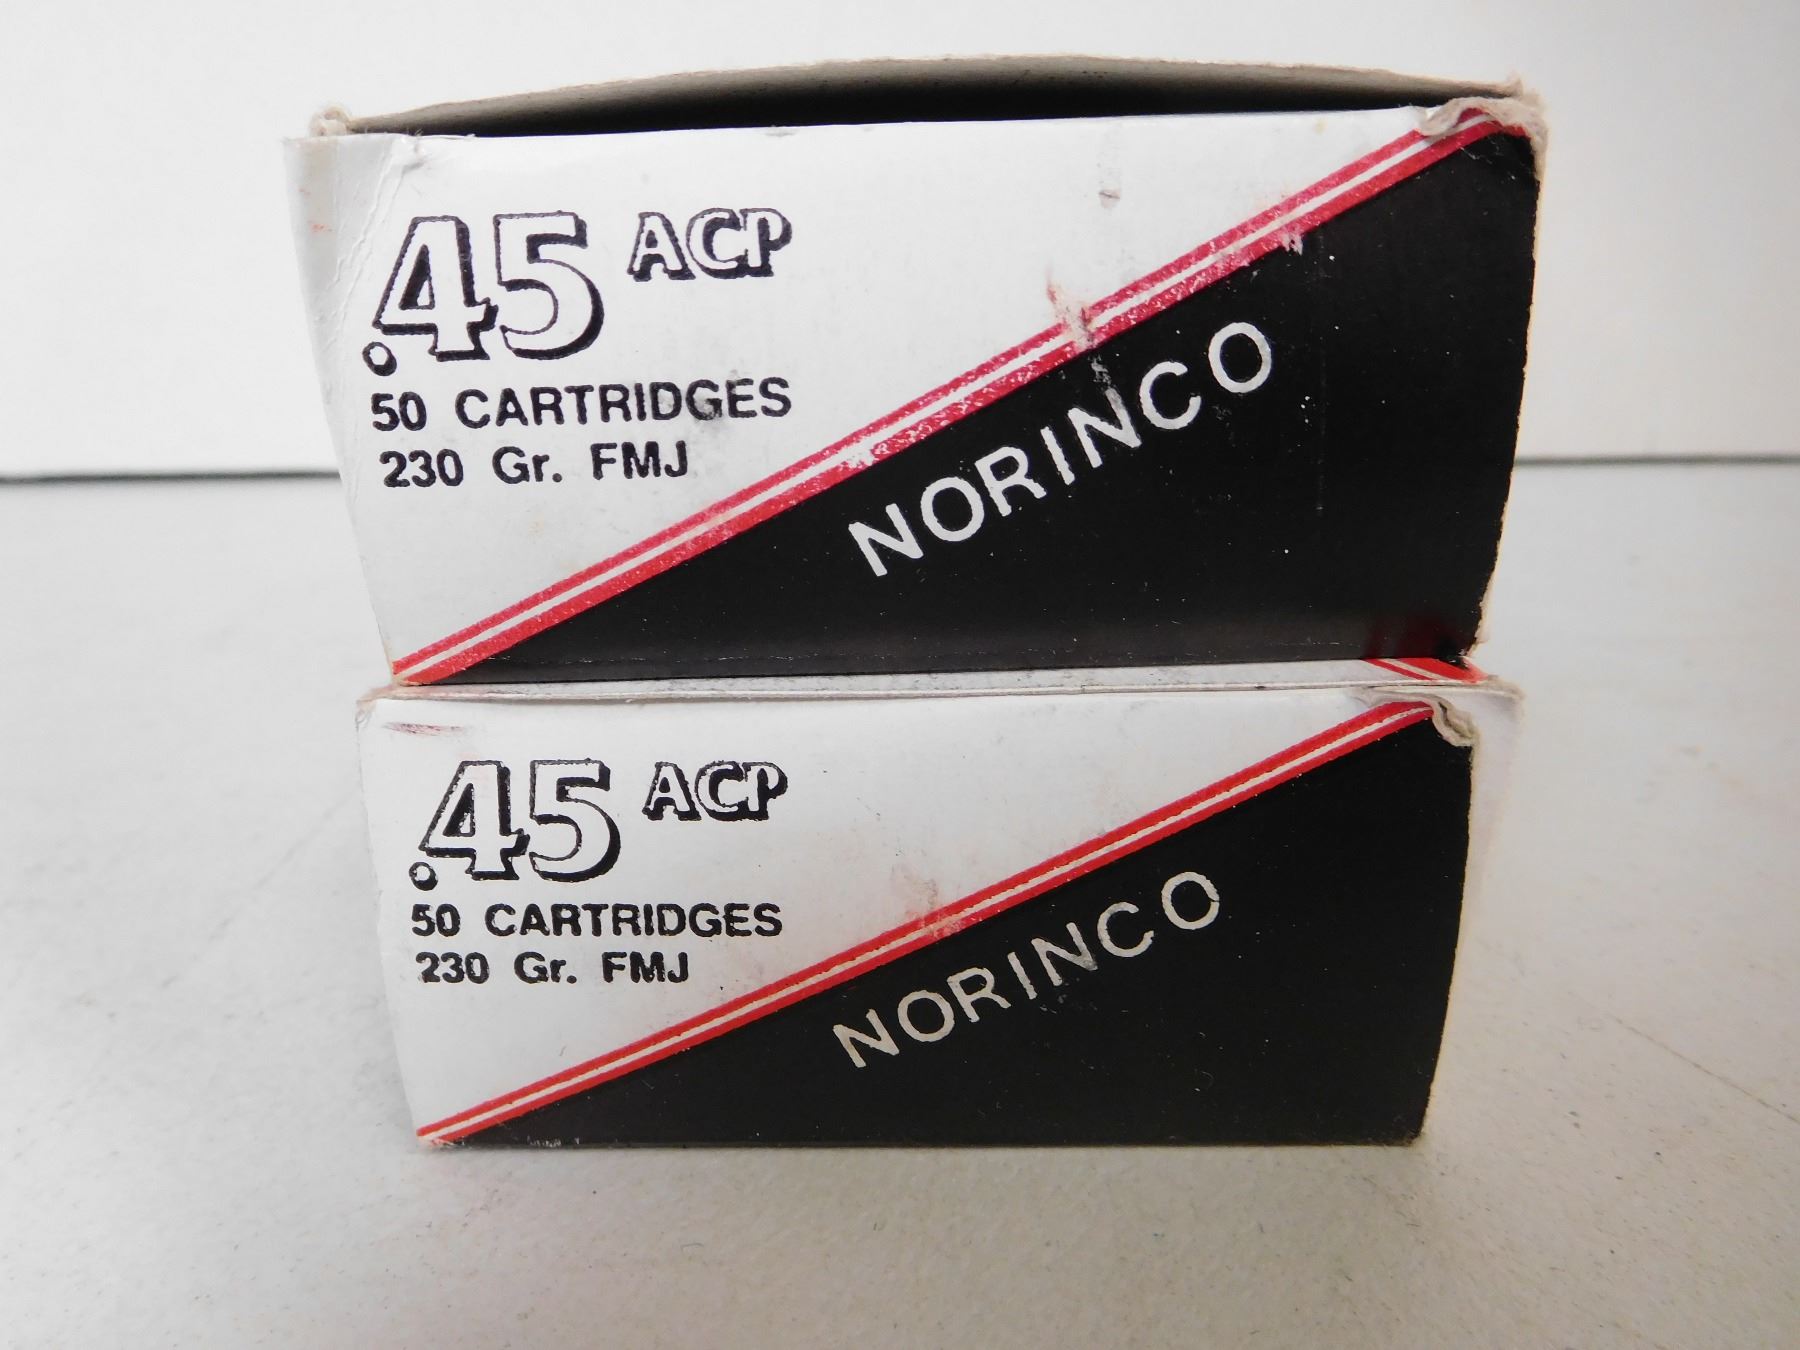 .45 ACP
50 CARTRIDGES
230 Gr. FMJ
NORINCO
.45 ACP
50 CARTRIDGES
230 Gr. FMJ
NORINCO